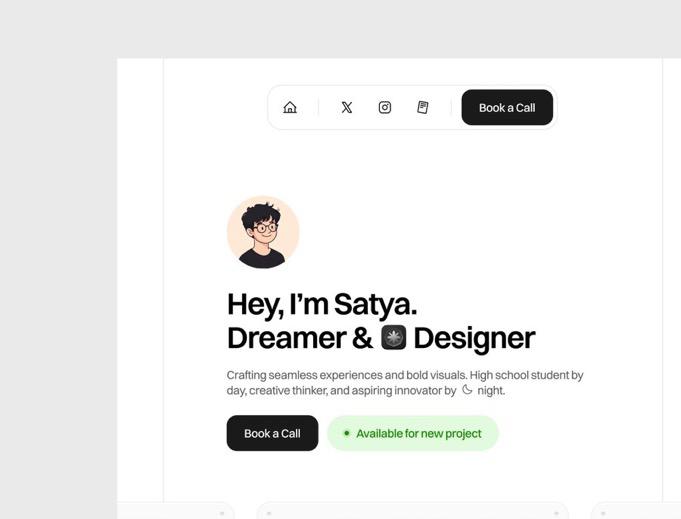 Book a Call
Hey, I’m Satya.
Dreamer & Designer
Crafting seamless experiences and bold visuals. High school student by
day, creative thinker, and aspiring innovator by night.
Book a Call
Available for new project